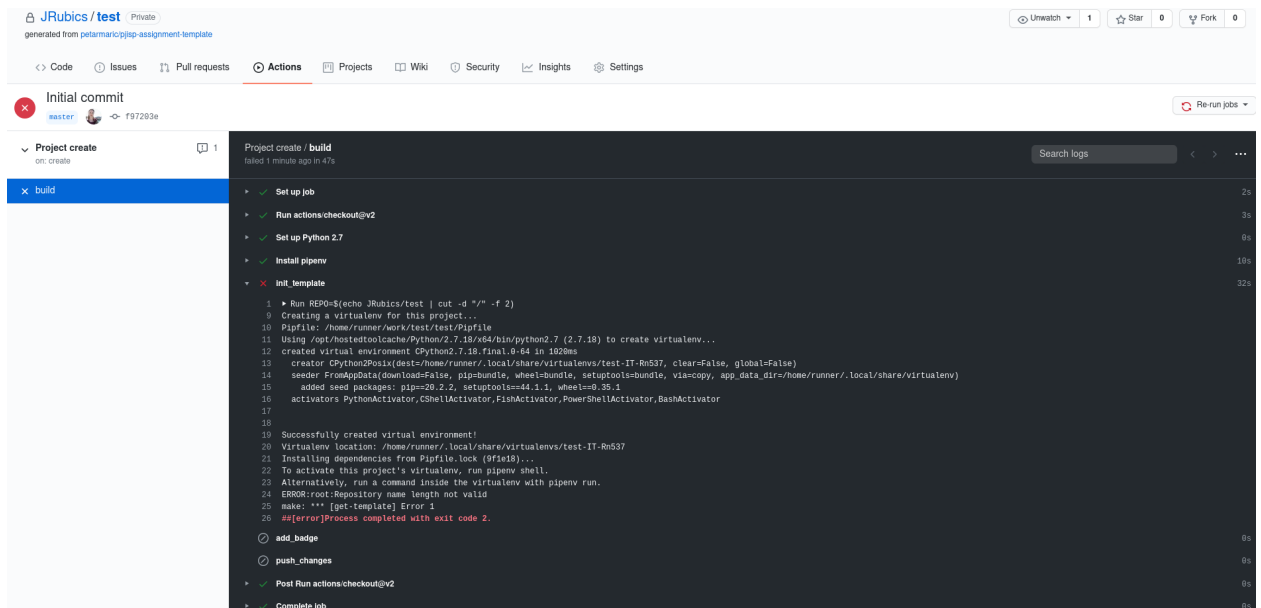 JRubics / test Private
Unwatch 1 Star 0 Fork 0
generated from petarmaric/pjisp-assignment-template
Code Issues Pull requests Actions Projects Wiki Security Insights Settings
Initial commit
master f97203e
Re-run jobs
Project create 1
on: create
build
Project create / build
failed 1 minute ago in 47s
Search logs
Set up job 2s
Run actions/checkout@v2 3s
Set up Python 2.7 0s
Install pipenv 10s
init_template 32s
1 Run REPO=$(echo JRubics/test | cut -d "/" -f 2)
9 Creating a virtualenv for this project...
10 Pipfile: /home/runner/work/test/test/Pipfile
11 Using /opt/hostedtoolcache/Python/2.7.18/x64/bin/python2.7 (2.7.18) to create virtualenv...
12 created virtual environment CPython2.7.18.final.0-64 in 1020ms
13 creator CPython2Posix(dest=/home/runner/.local/share/virtualenvs/test-IT-Rn537, clear=False, global=False)
14 seeder FromAppData(download=False, pip=bundle, wheel=bundle, setuptools=bundle, via=copy, app_data_dir=/home/runner/.local/share/virtualenv)
15 added seed packages: pip==20.2.2, setuptools==44.1.1, wheel==0.35.1
16 activators PythonActivator,CShellActivator,FishActivator,PowerShellActivator,BashActivator
17
18
19 Successfully created virtual environment!
20 Virtualenv location: /home/runner/.local/share/virtualenvs/test-IT-Rn537
21 Installing dependencies from Pipfile.lock (9f1e18)...
22 To activate this project's virtualenv, run pipenv shell.
23 Alternatively, run a command inside the virtualenv with pipenv run.
24 ERROR:root:Repository name length not valid
25 make: *** [get-template] Error 1
26 ##[error]Process completed with exit code 2.
add_badge 0s
push_changes 0s
Post Run actions/checkout@v2 0s
Complete job 0s